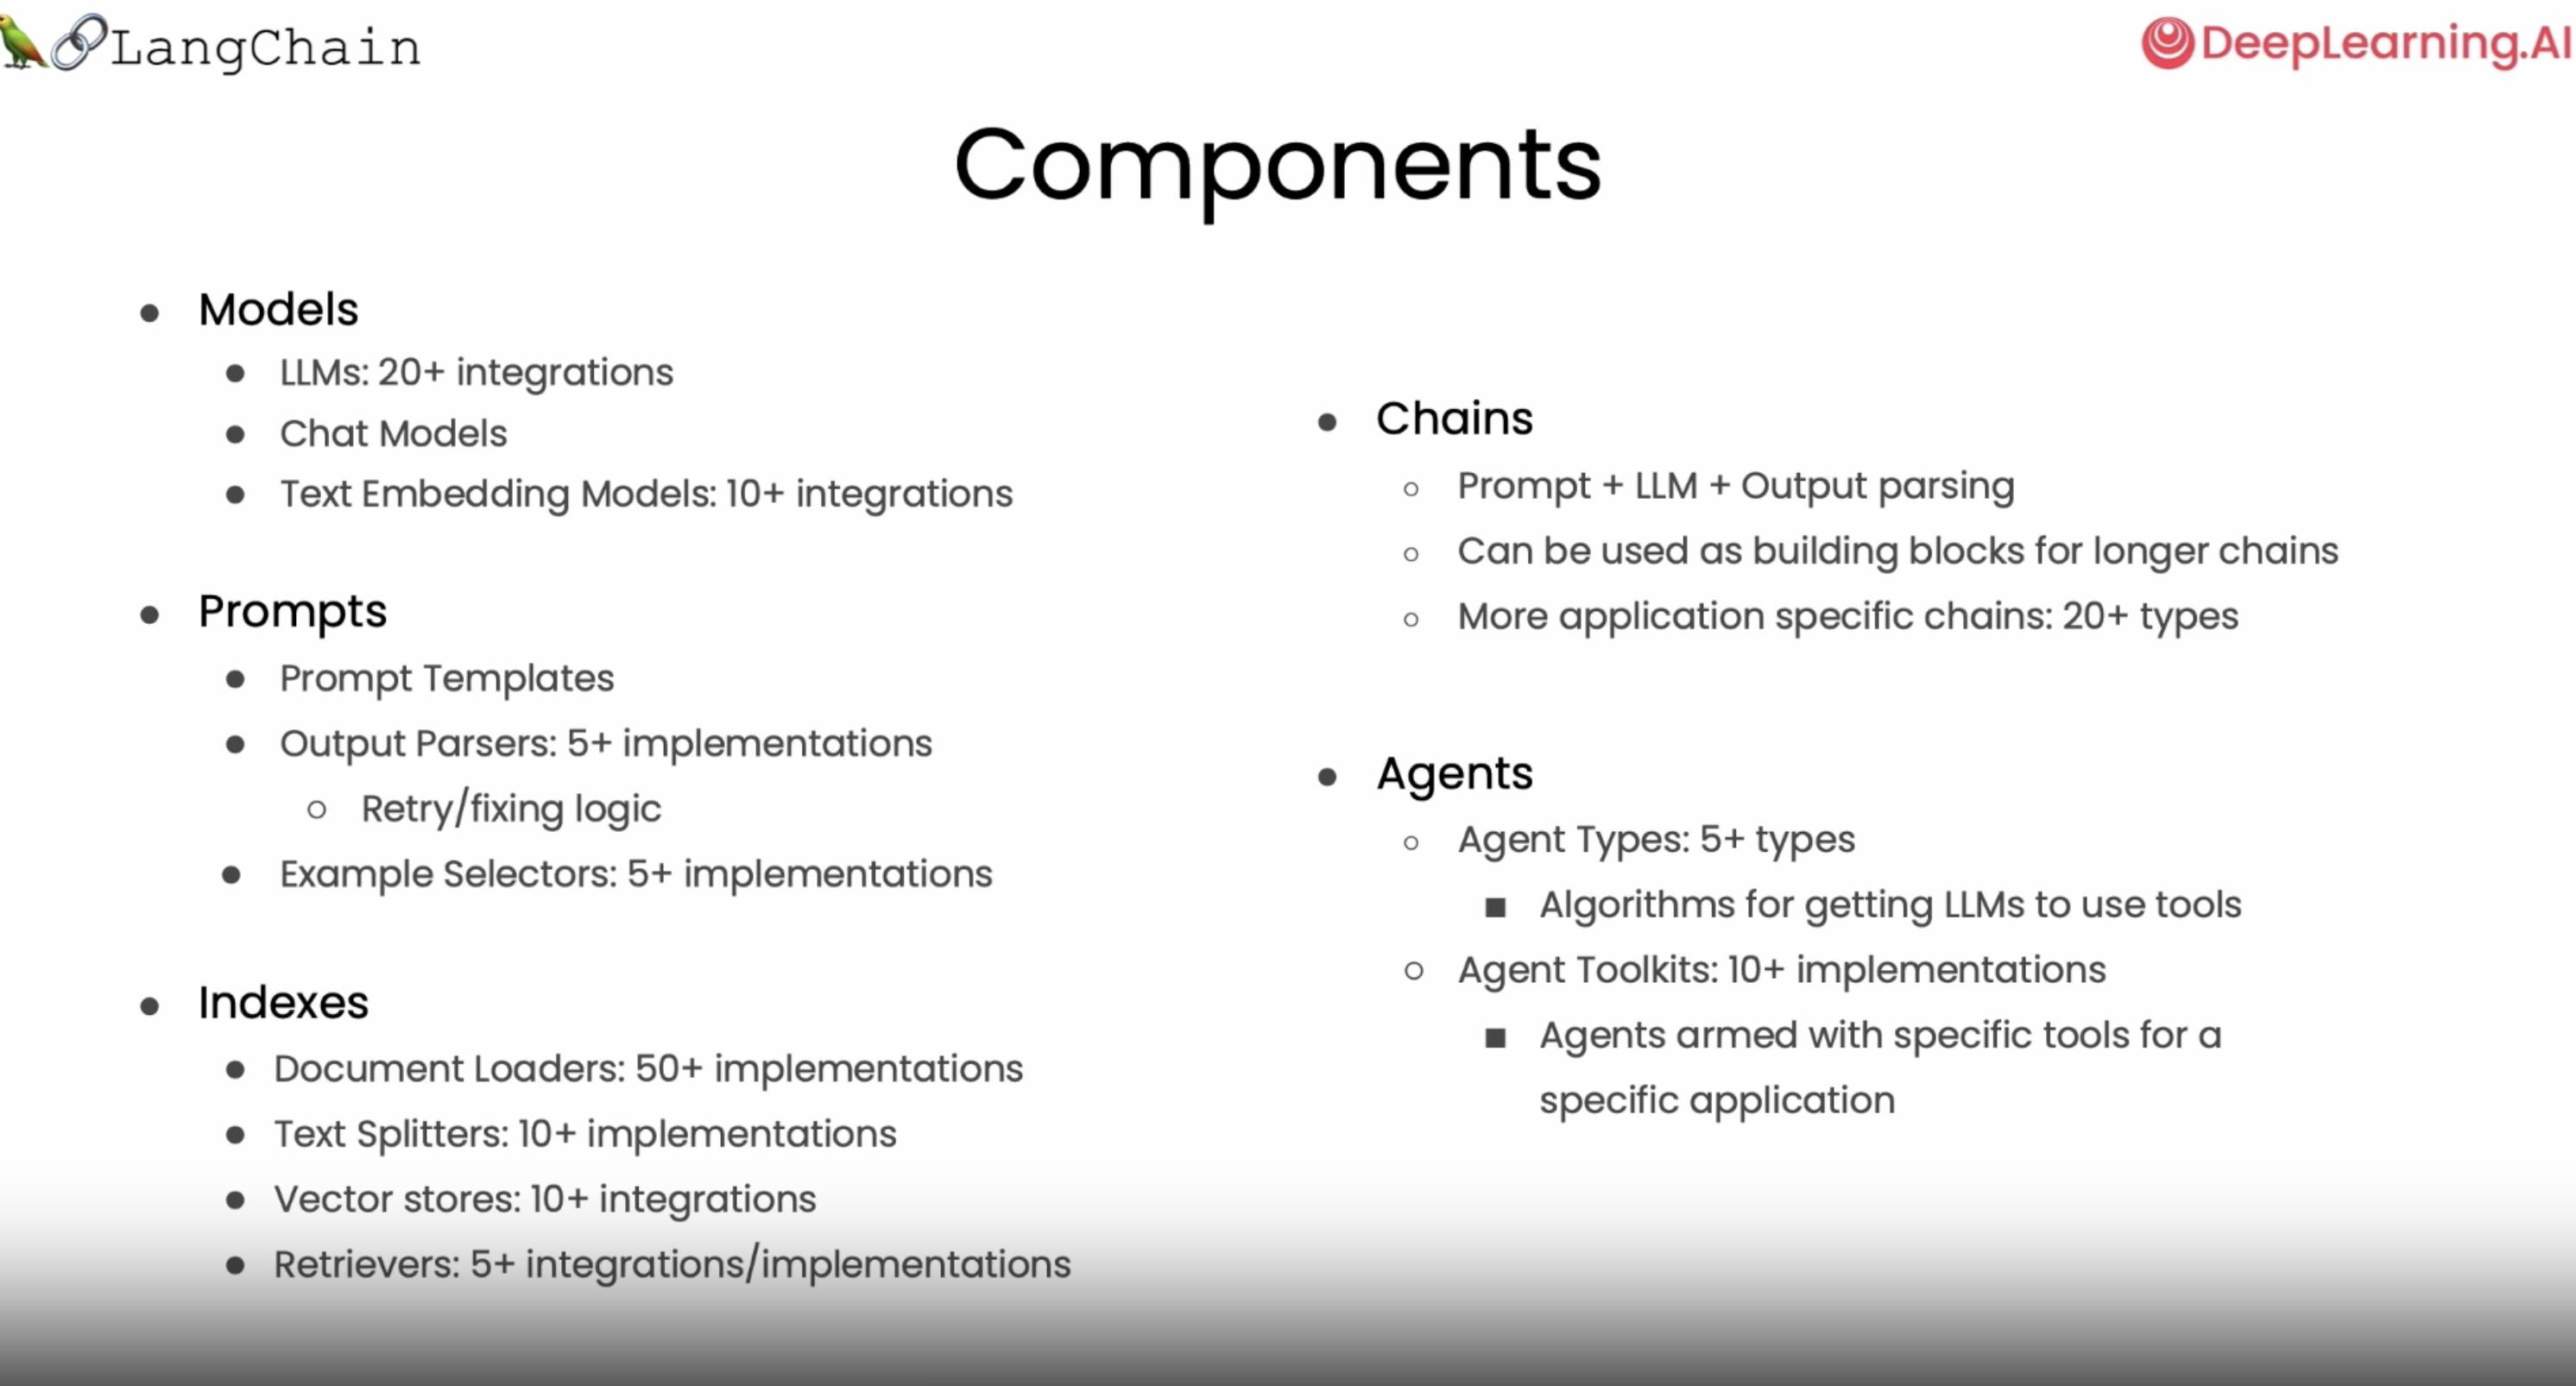 LangChain
DeepLearning.AI
Components
Models
LLMs: 20+ integrations
Chat Models
Text Embedding Models: 10+ integrations
Prompts
Prompt Templates
Output Parsers: 5+ implementations
Retry/fixing logic
Example Selectors: 5+ implementations
Indexes
Document Loaders: 50+ implementations
Text Splitters: 10+ implementations
Vector stores: 10+ integrations
Retrievers: 5+ integrations/implementations
Chains
Prompt + LLM + Output parsing
Can be used as building blocks for longer chains
More application specific chains: 20+ types
Agents
Agent Types: 5+ types
Algorithms for getting LLMs to use tools
Agent Toolkits: 10+ implementations
Agents armed with specific tools for a
specific application